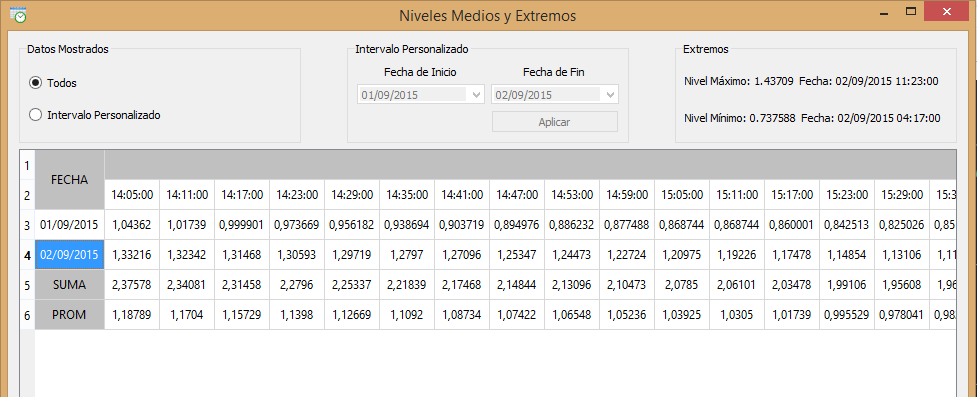 Niveles Medios y Extremos
Datos Mostrados
Todos
Intervalo Personalizado
Intervalo Personalizado
Fecha de Inicio Fecha de Fin
01/09/2015 02/09/2015
Aplicar
Extremos
Nivel Máximo: 1.43709 Fecha: 02/09/2015 11:23:00
Nivel Mínimo: 0.737588 Fecha: 02/09/2015 04:17:00
1 FECHA
2 14:05:00 14:11:00 14:17:00 14:23:00 14:29:00 14:35:00 14:41:00 14:47:00 14:53:00 14:59:00 15:05:00 15:11:00 15:17:00 15:23:00 15:29:00 15:3
3 01/09/2015 1,04362 1,01739 0,999901 0,973669 0,956182 0,938694 0,903719 0,894976 0,886232 0,877488 0,868744 0,868744 0,860001 0,842513 0,825026 0,85
4 02/09/2015 1,33216 1,32342 1,31468 1,30593 1,29719 1,2797 1,27096 1,25347 1,24473 1,22724 1,20975 1,19226 1,17478 1,14854 1,13106 1,11
5 SUMA 2,37578 2,34081 2,31458 2,2796 2,25337 2,21839 2,17468 2,14844 2,13096 2,10473 2,0785 2,06101 2,03478 1,99106 1,95608 1,96
6 PROM 1,18789 1,1704 1,15729 1,1398 1,12669 1,1092 1,08734 1,07422 1,06548 1,05236 1,03925 1,0305 1,01739 0,995529 0,978041 0,98